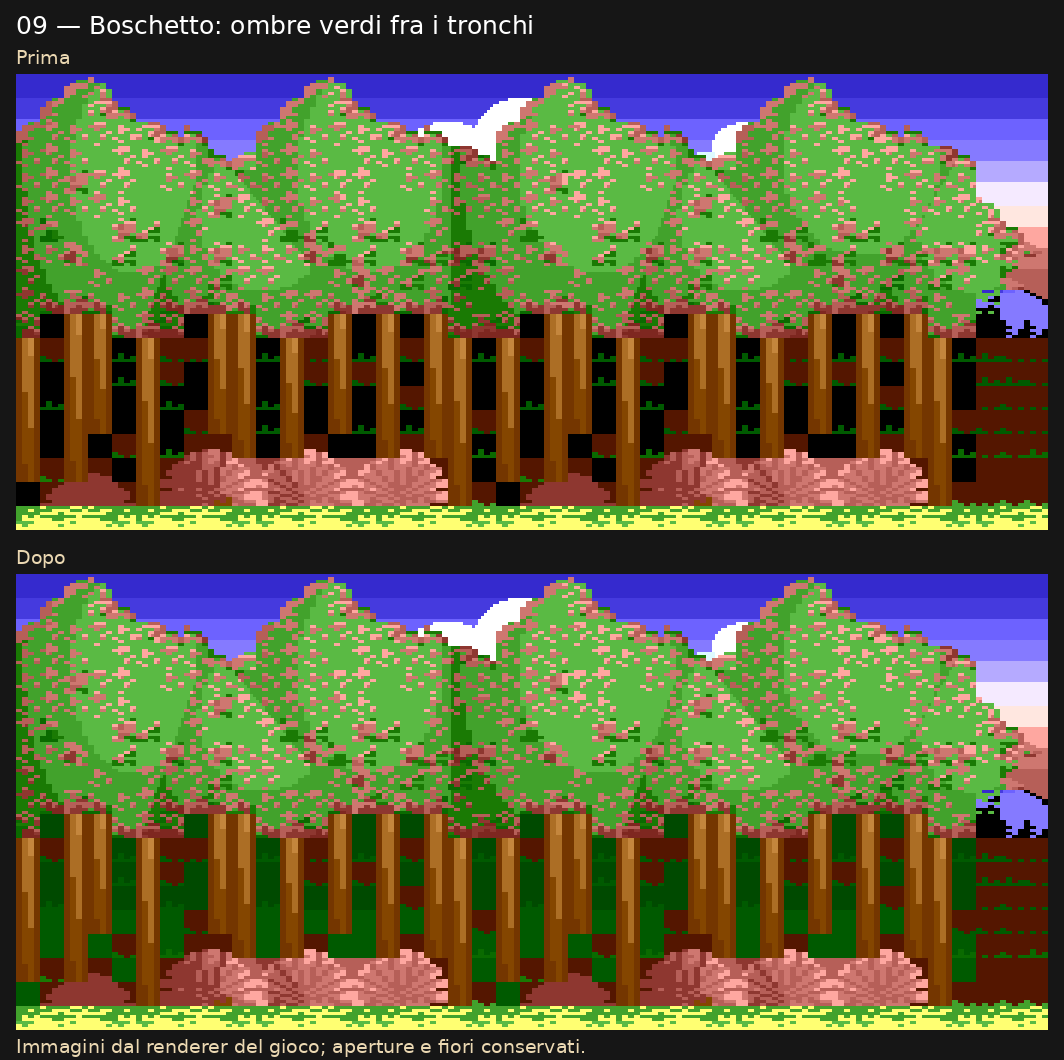 09 — Boschetto: ombre verdi fra i tronchi
Prima
Dopo
Immagini dal renderer del gioco; aperture e fiori conservati.